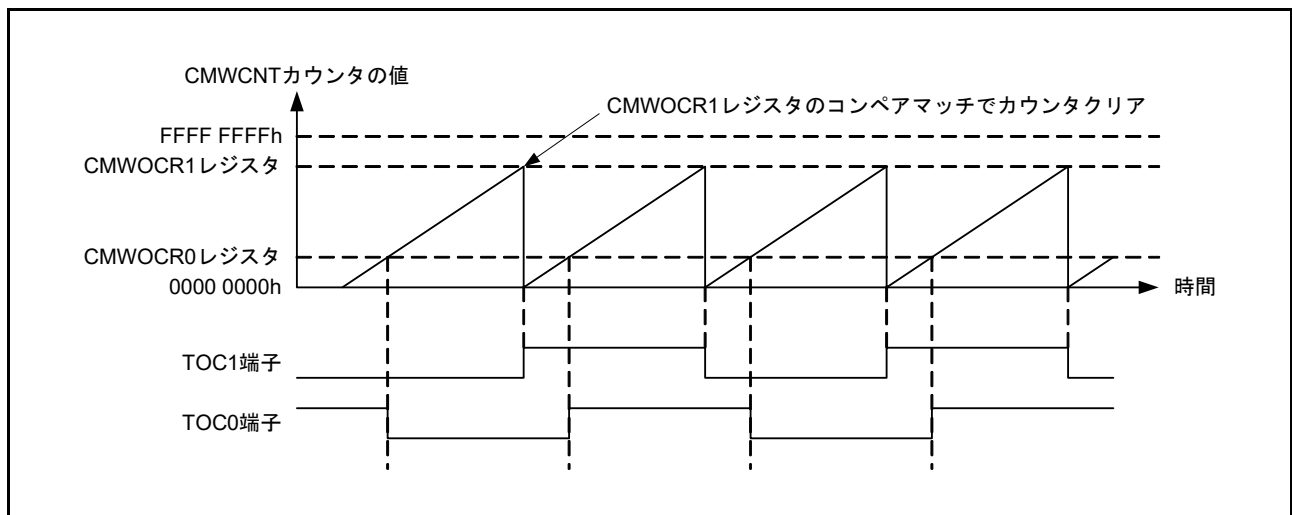 CMWCNTカウンタの値
CMWOCR1レジスタのコンペアマッチでカウンタクリア
FFFF FFFFh
CMWOCR1レジスタ
CMWOCR0レジスタ
0000 0000h
時間
TOC1端子
TOC0端子